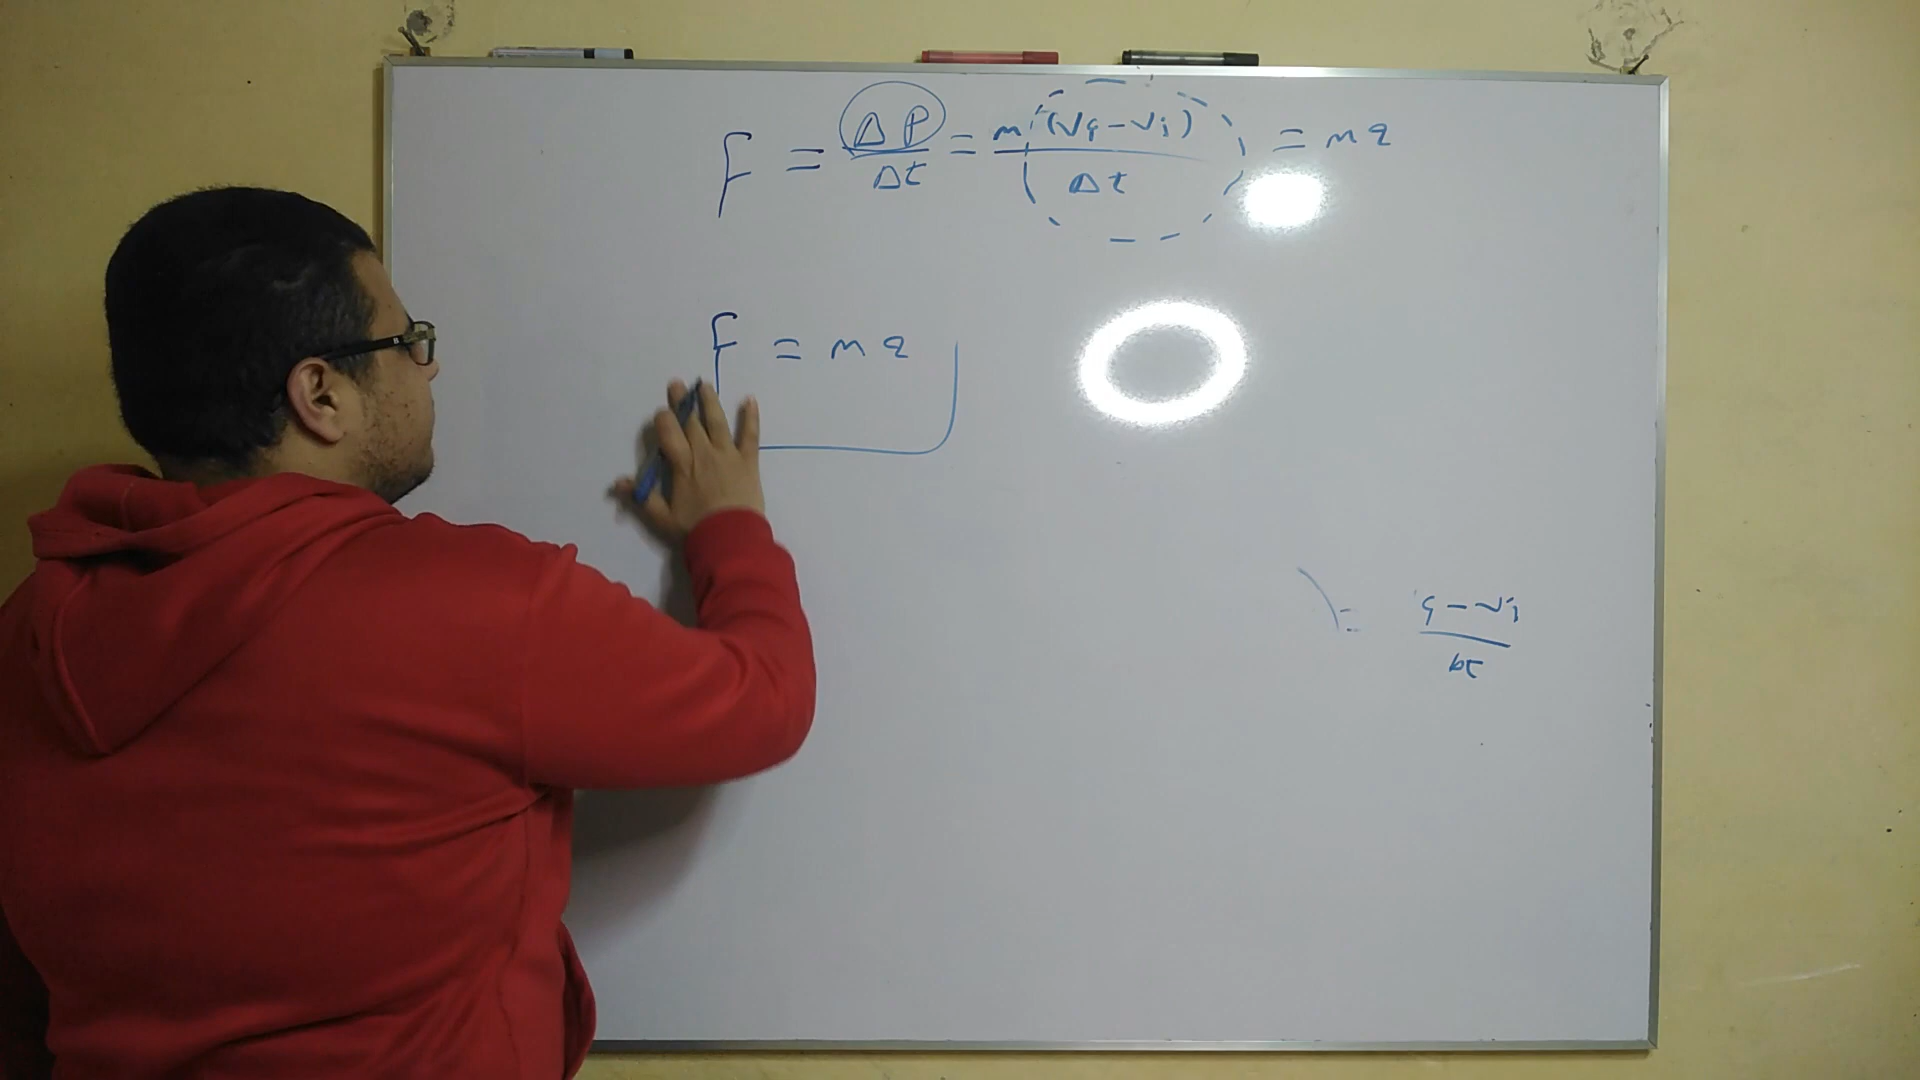 F = ΔP/Δt = m(Vf-Vi)/Δt = ma
F = ma
= f-Vi/Δt